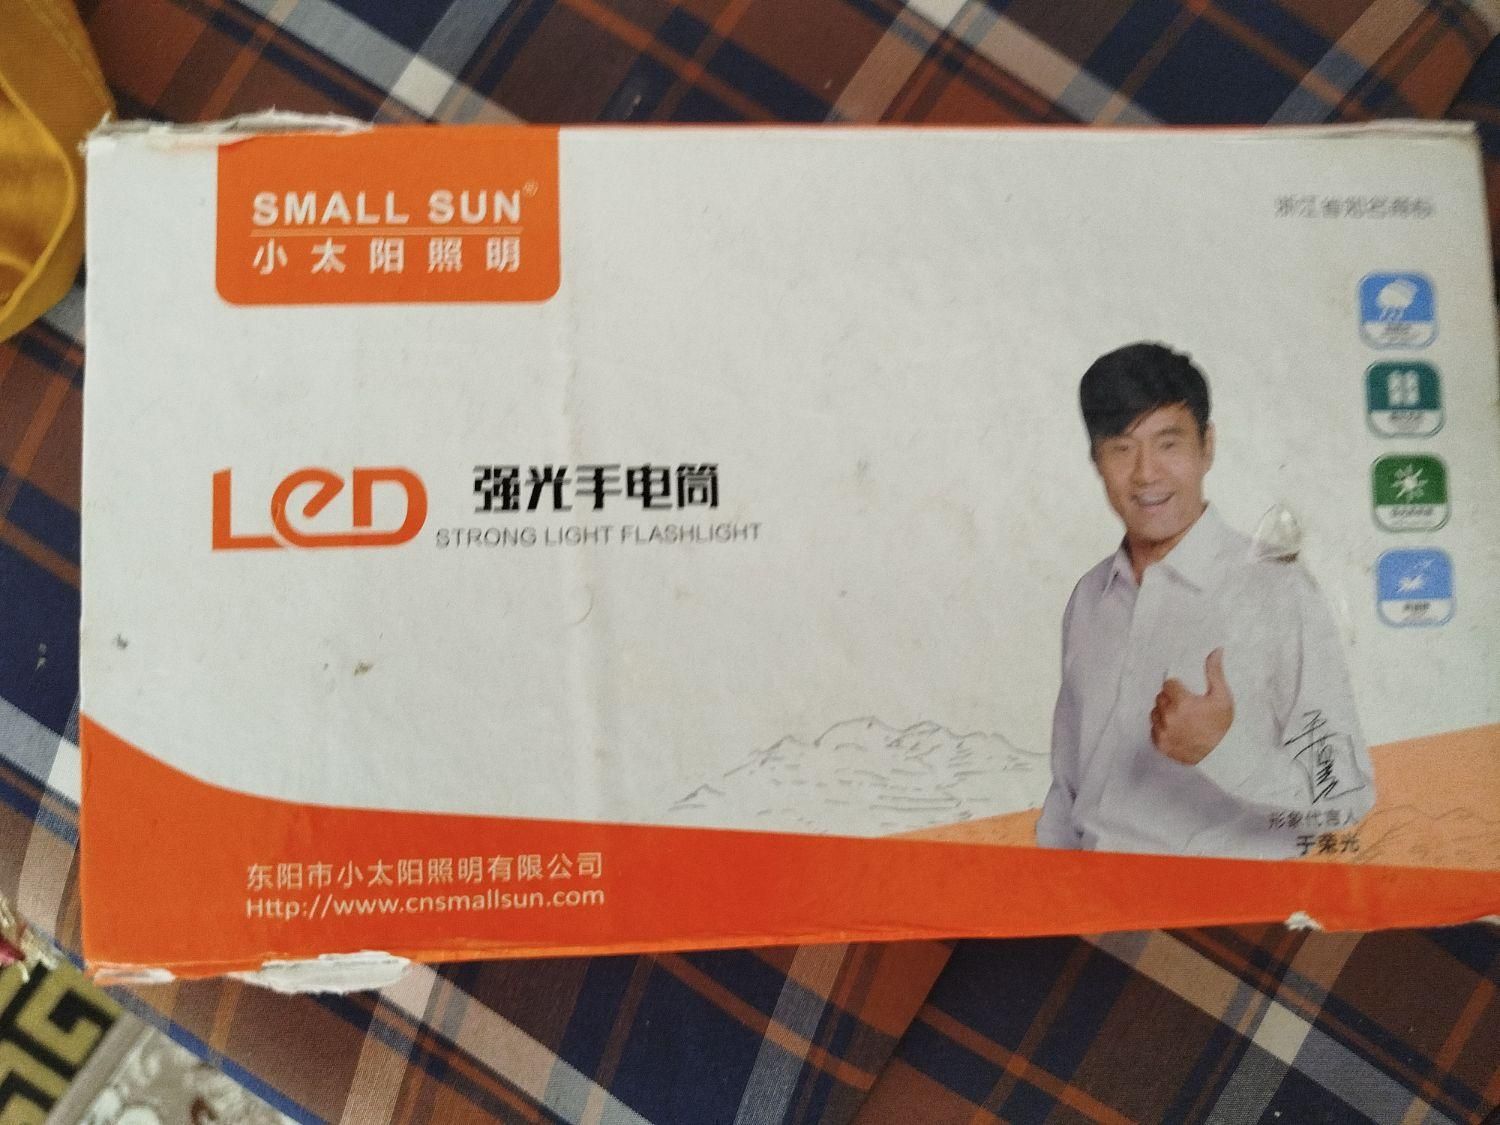 SMALL SUN®
小太阳照明
浙江省知名商标
LED 强光手电筒
STRONG LIGHT FLASHLIGHT
形象代言人
于荣光
东阳市小太阳照明有限公司
Http://www.cnsmallsun.com